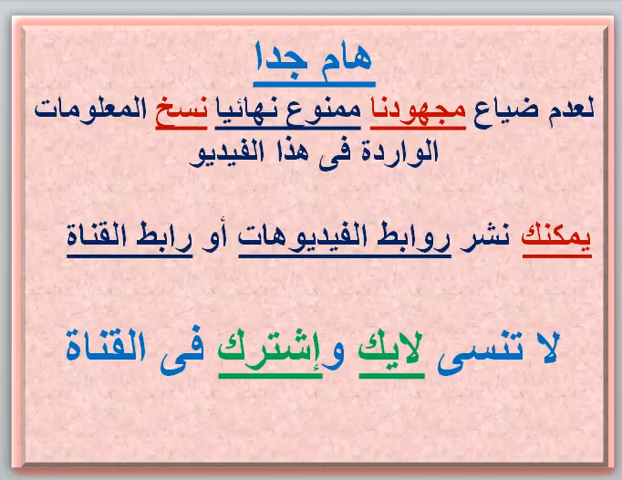 هام جدا
لعدم ضياع مجهودنا ممنوع نهائيا نسخ المعلومات
الواردة فى هذا الفيديو
يمكنك نشر روابط الفيديوهات أو رابط القناة
لا تنسى لايك وإشترك فى القناة